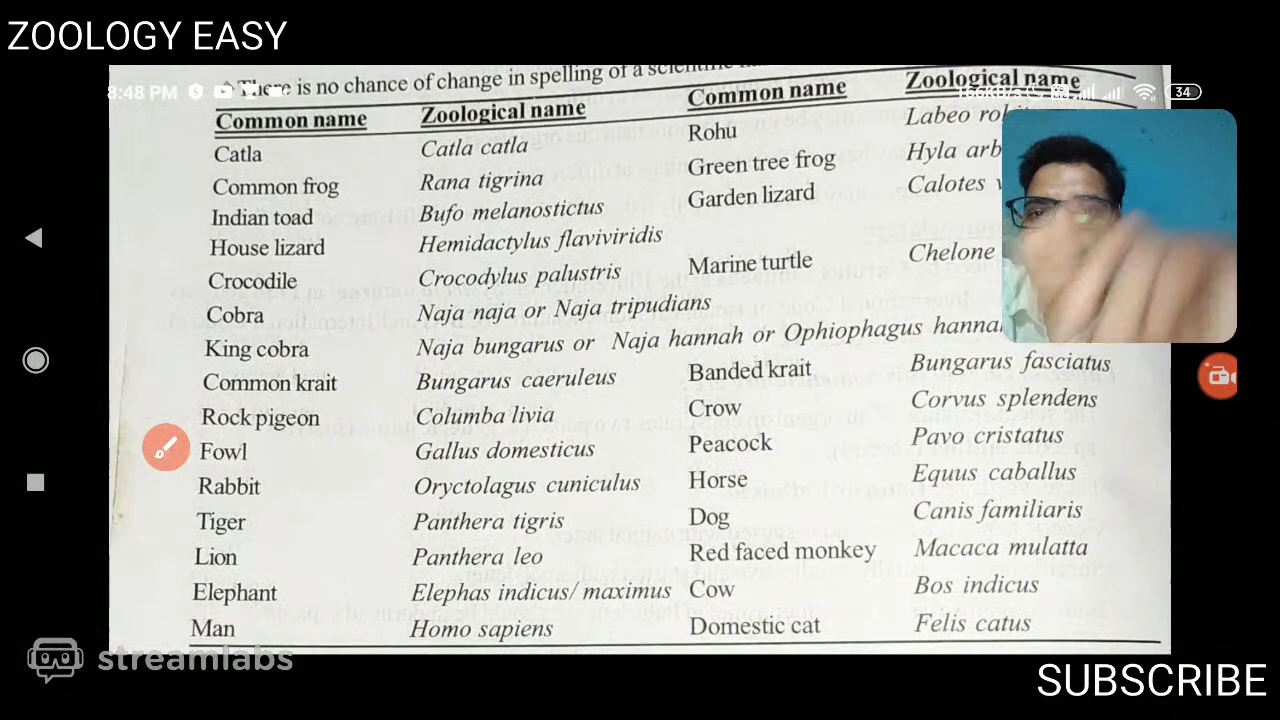 ZOOLOGY EASY
There is no chance of change in spelling of a scientific
8:48 PM 34
Common name Zoological name Common name Zoological name
Catla Catla catla Rohu Labeo
Common frog Rana tigrina Green tree frog Hyla
Indian toad Bufo melanostictus Garden lizard Calotes
House lizard Hemidactylus flaviviridis
Crocodile Crocodylus palustris Marine turtle Chelone
Cobra Naja naja or Naja tripudians
King cobra Naja bungarus or Naja hannah or Ophiophagus
Common krait Bungarus caeruleus Banded krait Bungarus fasciatus
Rock pigeon Columba livia Crow Corvus splendens
Fowl Gallus domesticus Peacock Pavo cristatus
Rabbit Oryctolagus cuniculus Horse Equus caballus
Tiger Panthera tigris Dog Canis familiaris
Lion Panthera leo Red faced monkey Macaca mulatta
Elephant Elephas indicus/ maximus Cow Bos indicus
Man Homo sapiens Domestic cat Felis catus
streamlabs
SUBSCRIBE